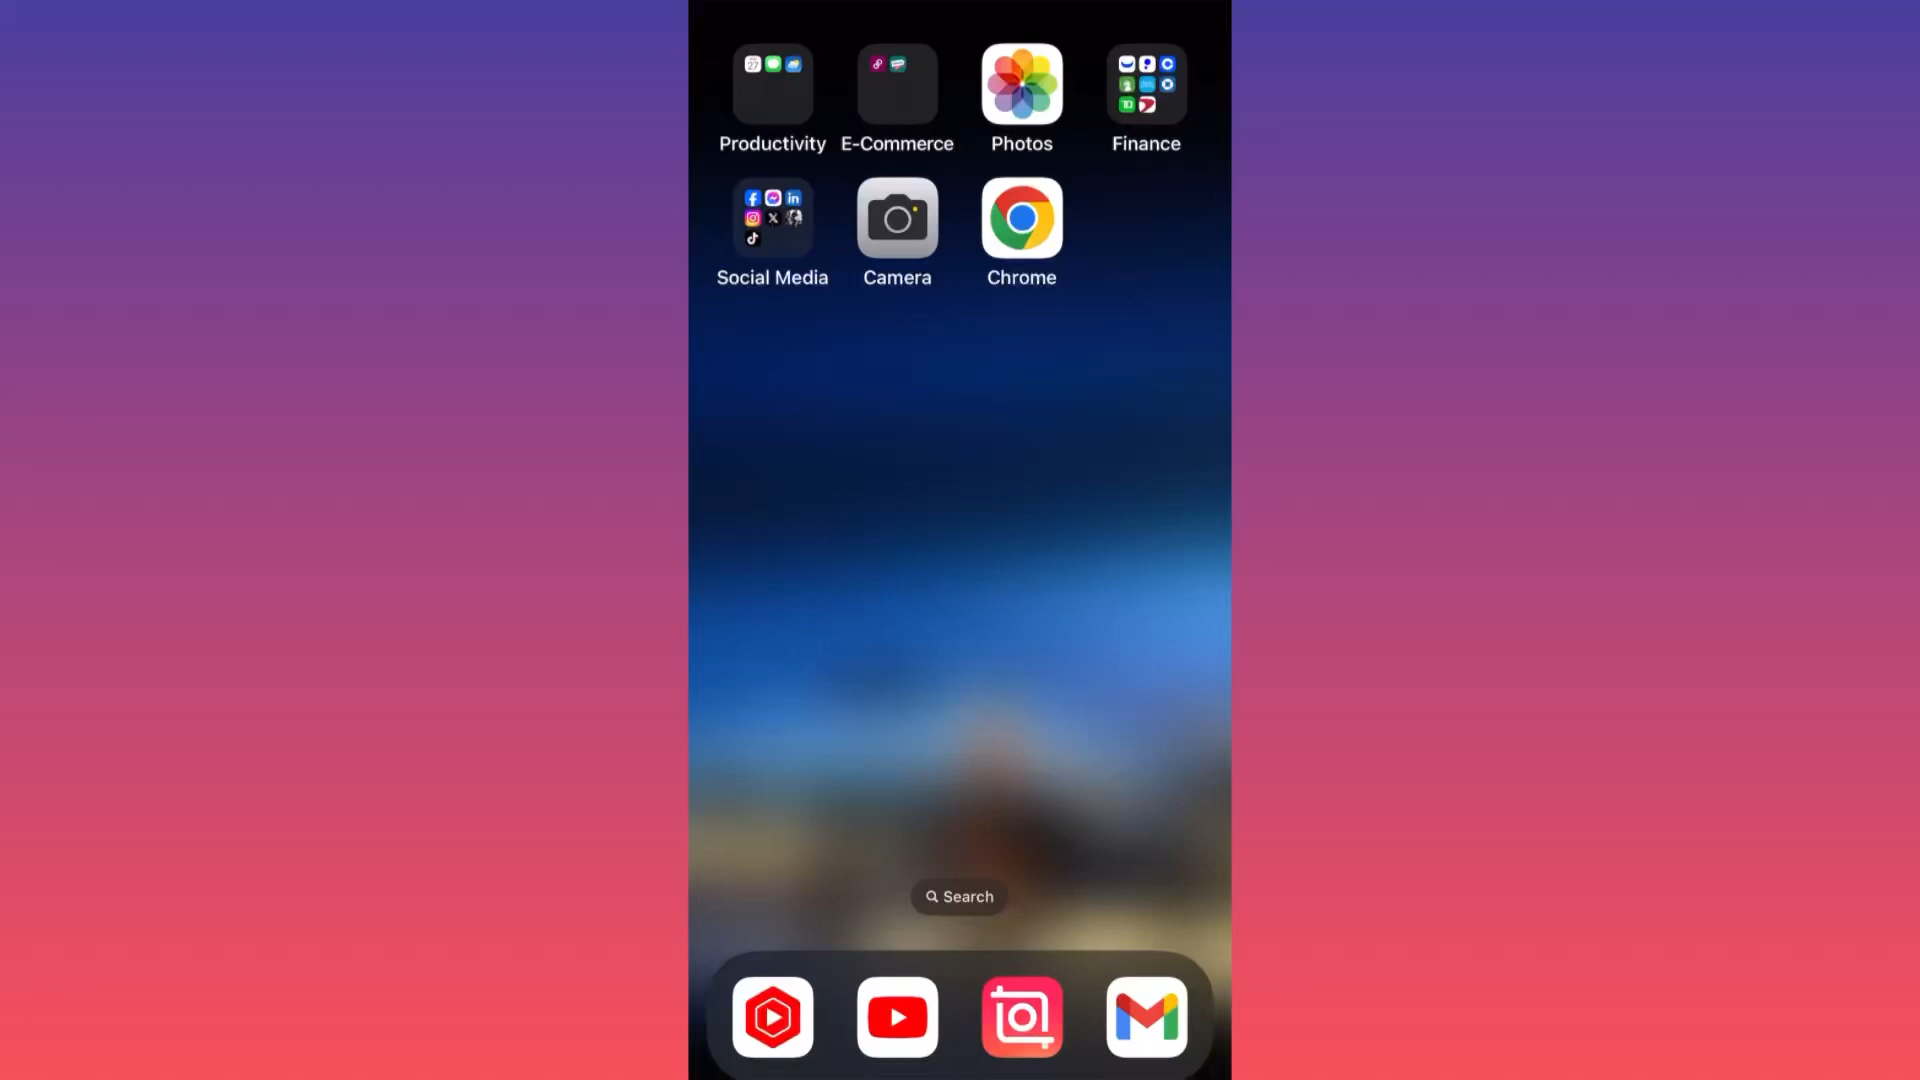 Productivity E-Commerce Photos Finance
Social Media Camera Chrome
Search